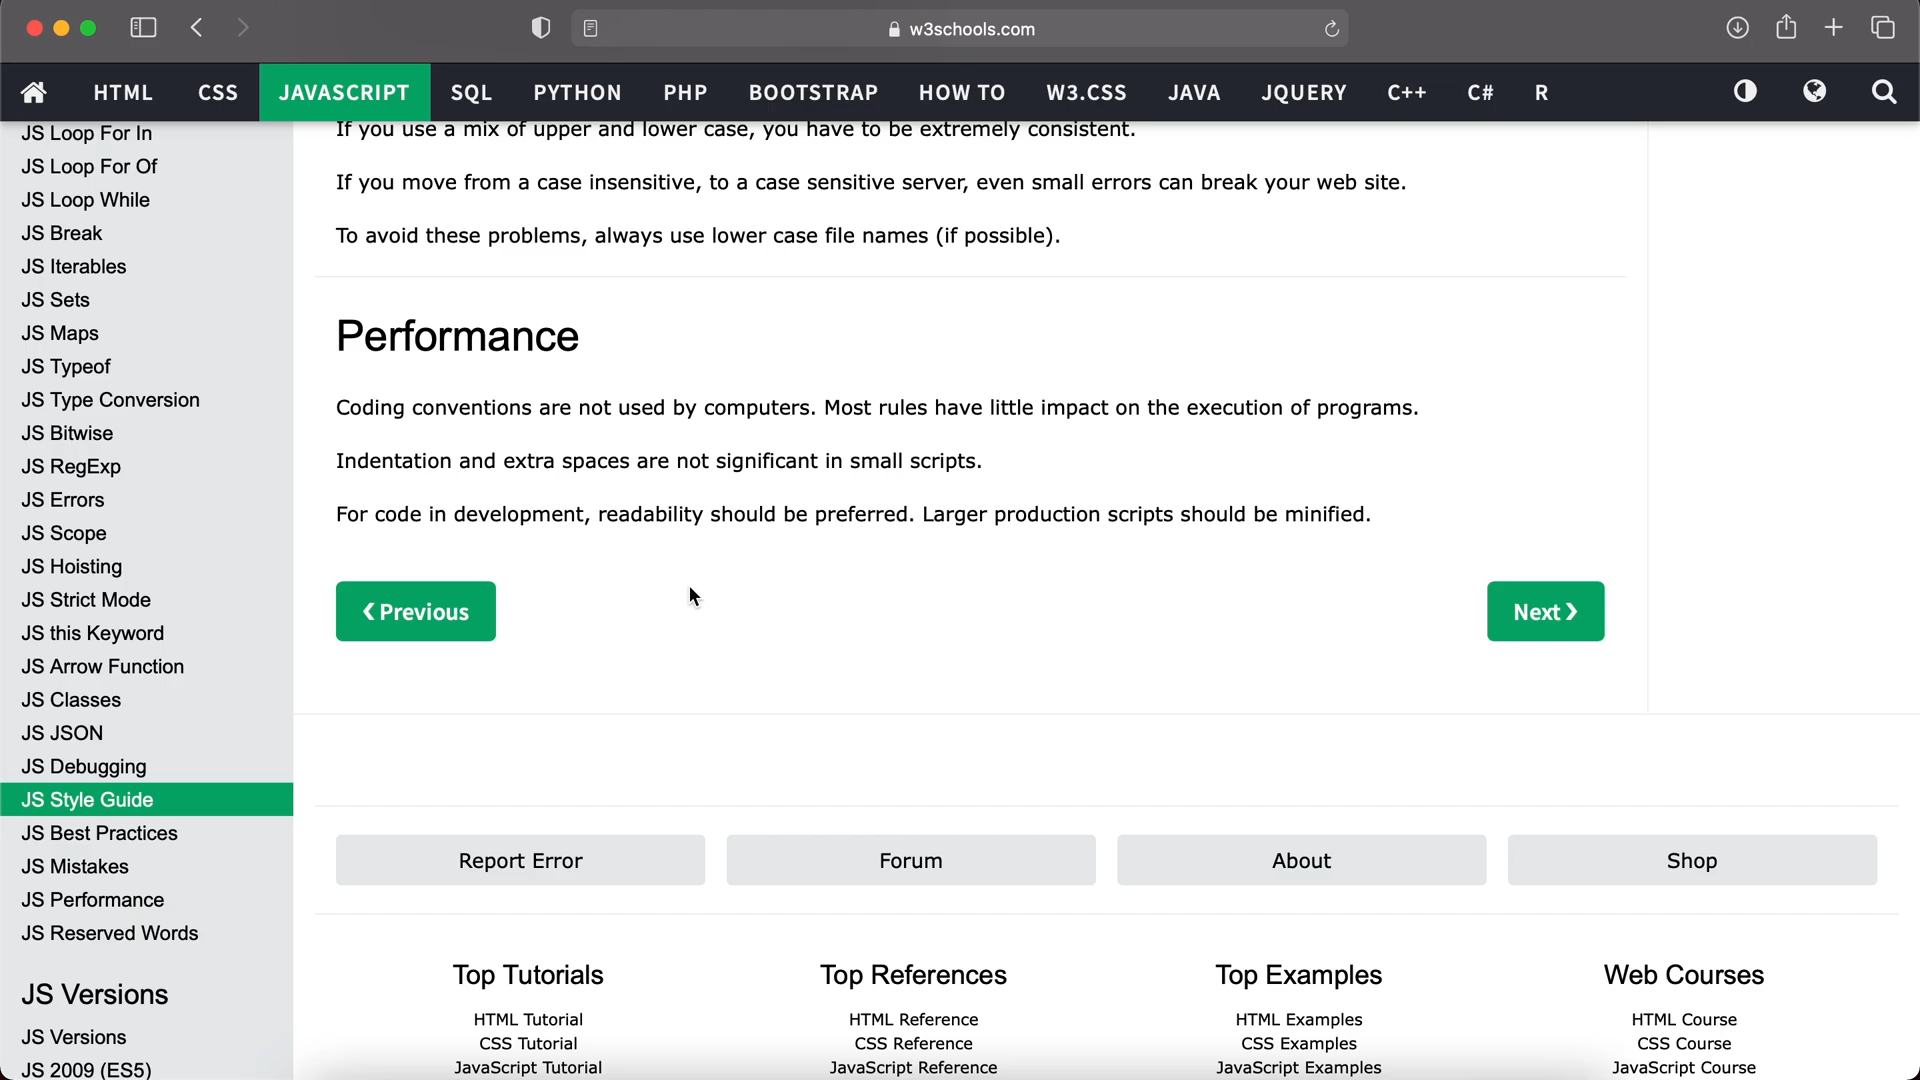 w3schools.com
HTML CSS JAVASCRIPT SQL PYTHON PHP BOOTSTRAP HOW TO W3.CSS JAVA JQUERY C++ C# R
JS Loop For In
JS Loop For Of
JS Loop While
JS Break
JS Iterables
JS Sets
JS Maps
JS Typeof
JS Type Conversion
JS Bitwise
JS RegExp
JS Errors
JS Scope
JS Hoisting
JS Strict Mode
JS this Keyword
JS Arrow Function
JS Classes
JS JSON
JS Debugging
JS Style Guide
JS Best Practices
JS Mistakes
JS Performance
JS Reserved Words
JS Versions
JS Versions
JS 2009 (ES5)
If you use a mix of upper and lower case, you have to be extremely consistent.
If you move from a case insensitive, to a case sensitive server, even small errors can break your web site.
To avoid these problems, always use lower case file names (if possible).
Performance
Coding conventions are not used by computers. Most rules have little impact on the execution of programs.
Indentation and extra spaces are not significant in small scripts.
For code in development, readability should be preferred. Larger production scripts should be minified.
❮ Previous
Next ❯
Report Error
Forum
About
Shop
Top Tutorials
HTML Tutorial
CSS Tutorial
JavaScript Tutorial
Top References
HTML Reference
CSS Reference
JavaScript Reference
Top Examples
HTML Examples
CSS Examples
JavaScript Examples
Web Courses
HTML Course
CSS Course
JavaScript Course